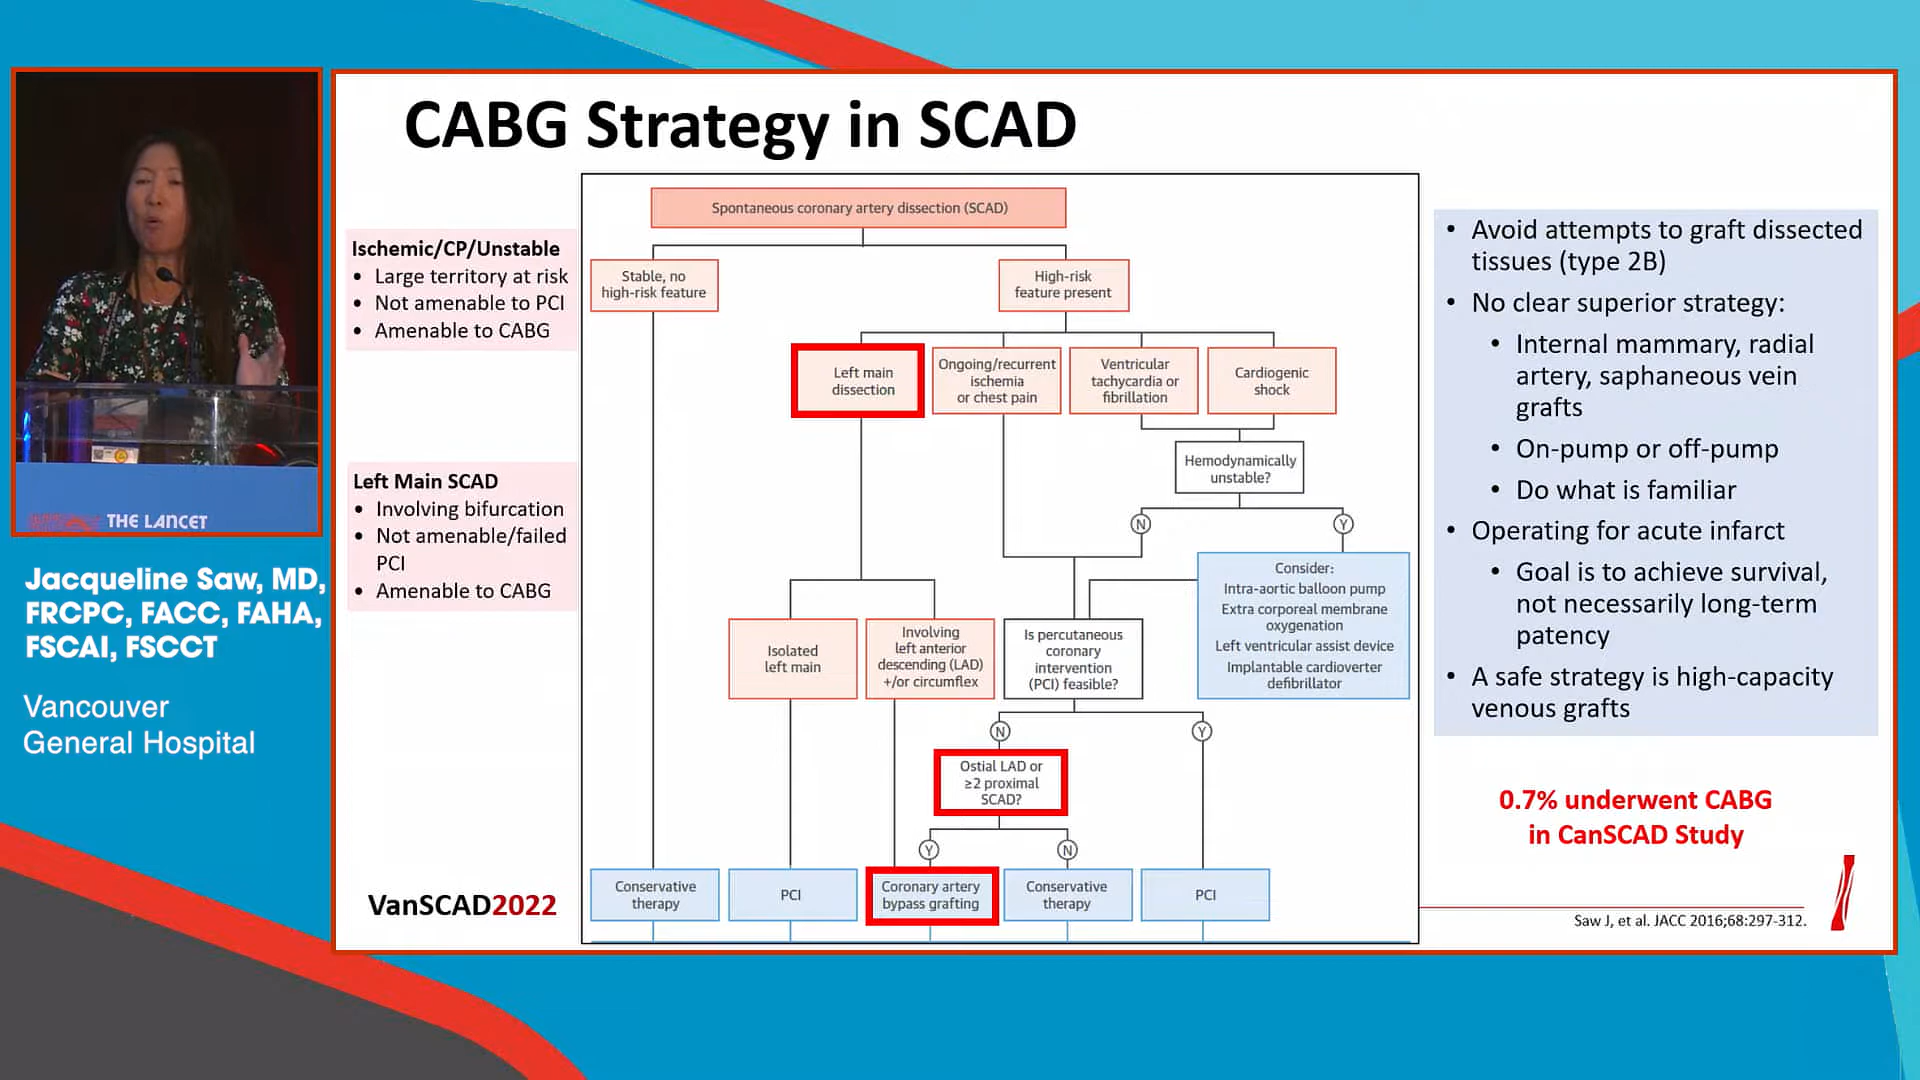 CABG Strategy in SCAD
Ischemic/CP/Unstable
• Large territory at risk
• Not amenable to PCI
• Amenable to CABG
Left Main SCAD
• Involving bifurcation
• Not amenable/failed
PCI
• Amenable to CABG
VanSCAD2022
Spontaneous coronary artery dissection (SCAD)
Stable, no
high-risk feature
High-risk
feature present
Left main
dissection
Ongoing/recurrent
ischemia
or chest pain
Ventricular
tachycardia or
fibrillation
Cardiogenic
shock
Hemodynamically
unstable?
N
Y
Consider:
Intra-aortic balloon pump
Extra corporeal membrane
oxygenation
Left ventricular assist device
Implantable cardioverter
defibrillator
Isolated
left main
Involving
left anterior
descending (LAD)
+/or circumflex
Is percutaneous
coronary
intervention
(PCI) feasible?
N
Y
Ostial LAD or
≥2 proximal
SCAD?
Y
N
Conservative
therapy
PCI
Coronary artery
bypass grafting
Conservative
therapy
PCI
• Avoid attempts to graft dissected
tissues (type 2B)
• No clear superior strategy:
• Internal mammary, radial
artery, saphaneous vein
grafts
• On-pump or off-pump
• Do what is familiar
• Operating for acute infarct
• Goal is to achieve survival,
not necessarily long-term
patency
• A safe strategy is high-capacity
venous grafts
0.7% underwent CABG
in CanSCAD Study
Saw J, et al. JACC 2016;68:297-312.
THE LANCET
Jacqueline Saw, MD,
FRCPC, FACC, FAHA,
FSCAI, FSCCT
Vancouver
General Hospital